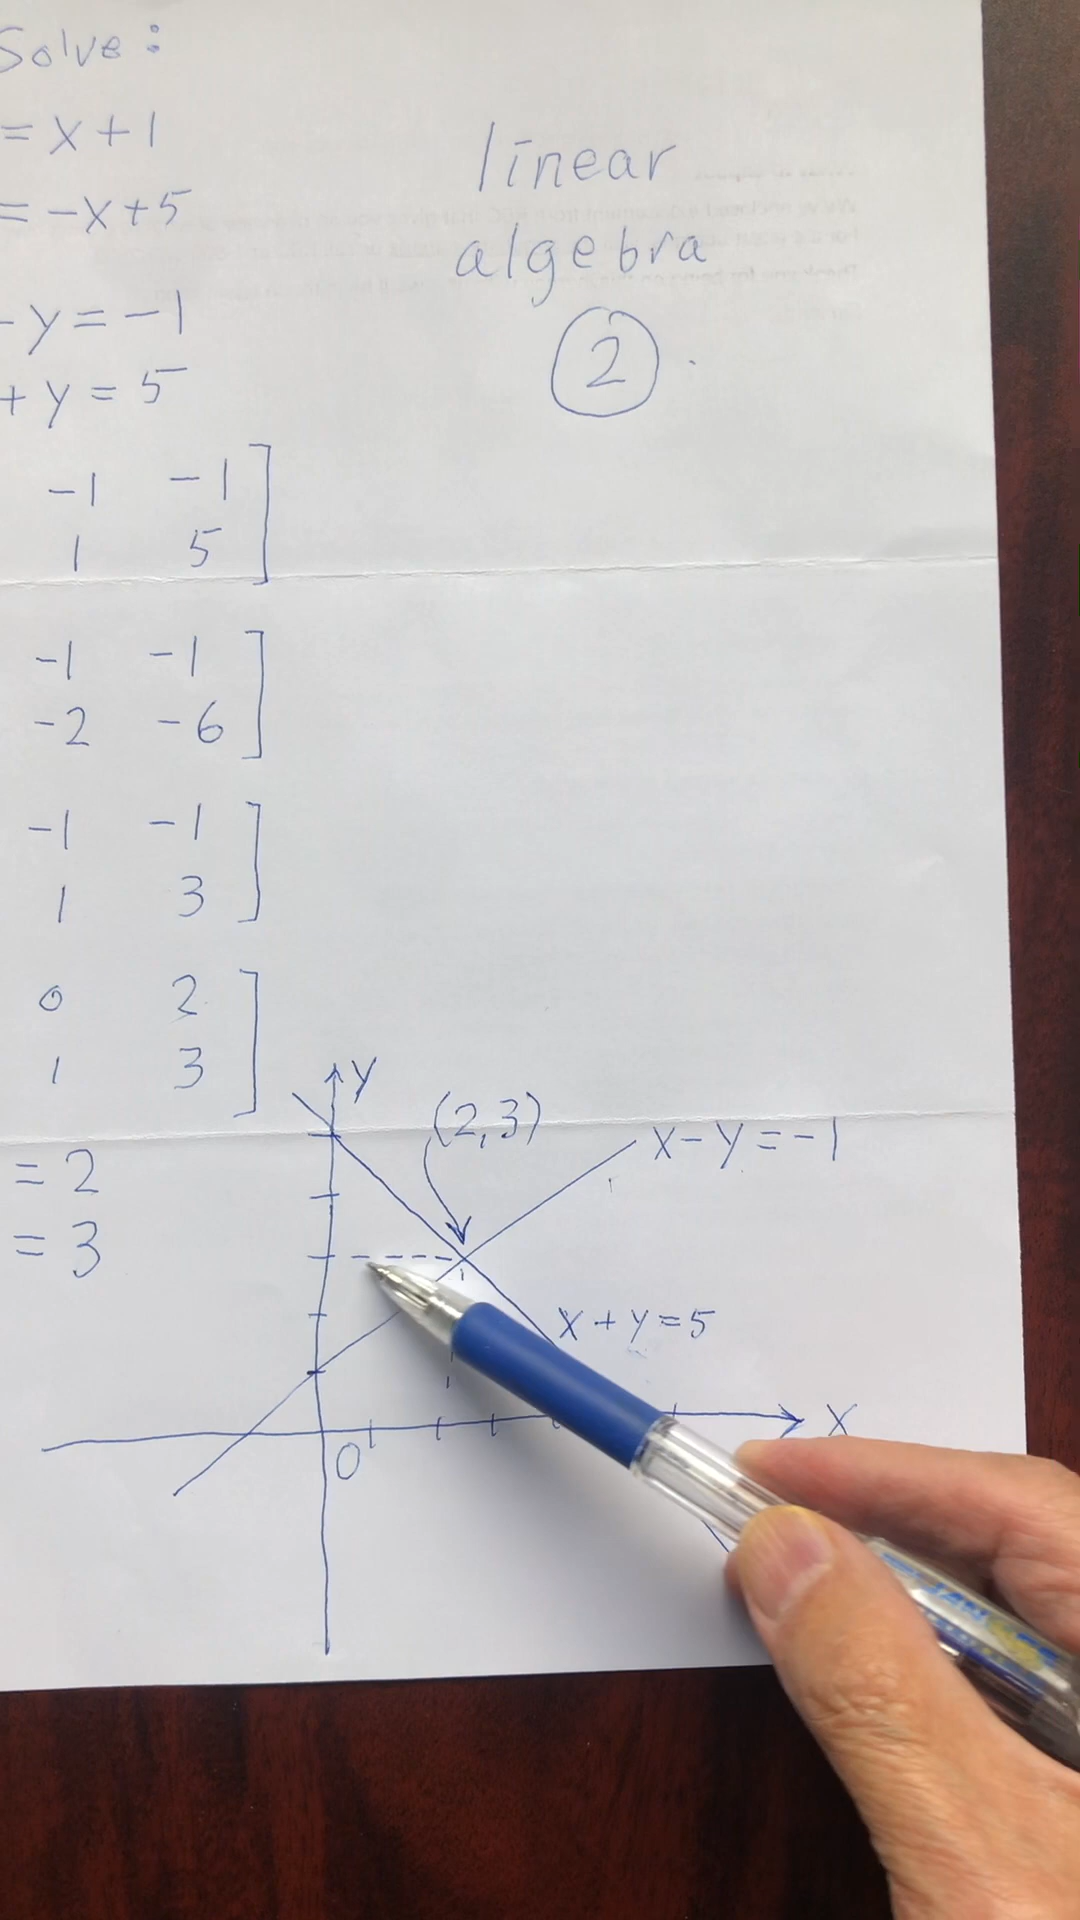 Solve:
= x + 1
= -x + 5
- y = -1
+ y = 5
-1 -1 ]
1 5
-1 -1 ]
-2 -6
-1 -1 ]
1 3
0 2 ]
1 3
= 2
= 3
linear
algebra
2
y
(2,3)
x - y = -1
x + y = 5
x
0